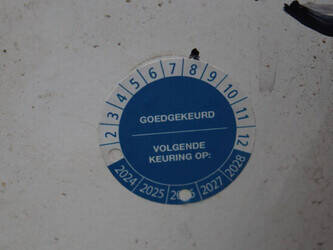 2 3 4 5 6 7 8 9 10 11 12
GOEDGEKEURD
VOLGENDE
KEURING OP:
2024 2025 2027 2028